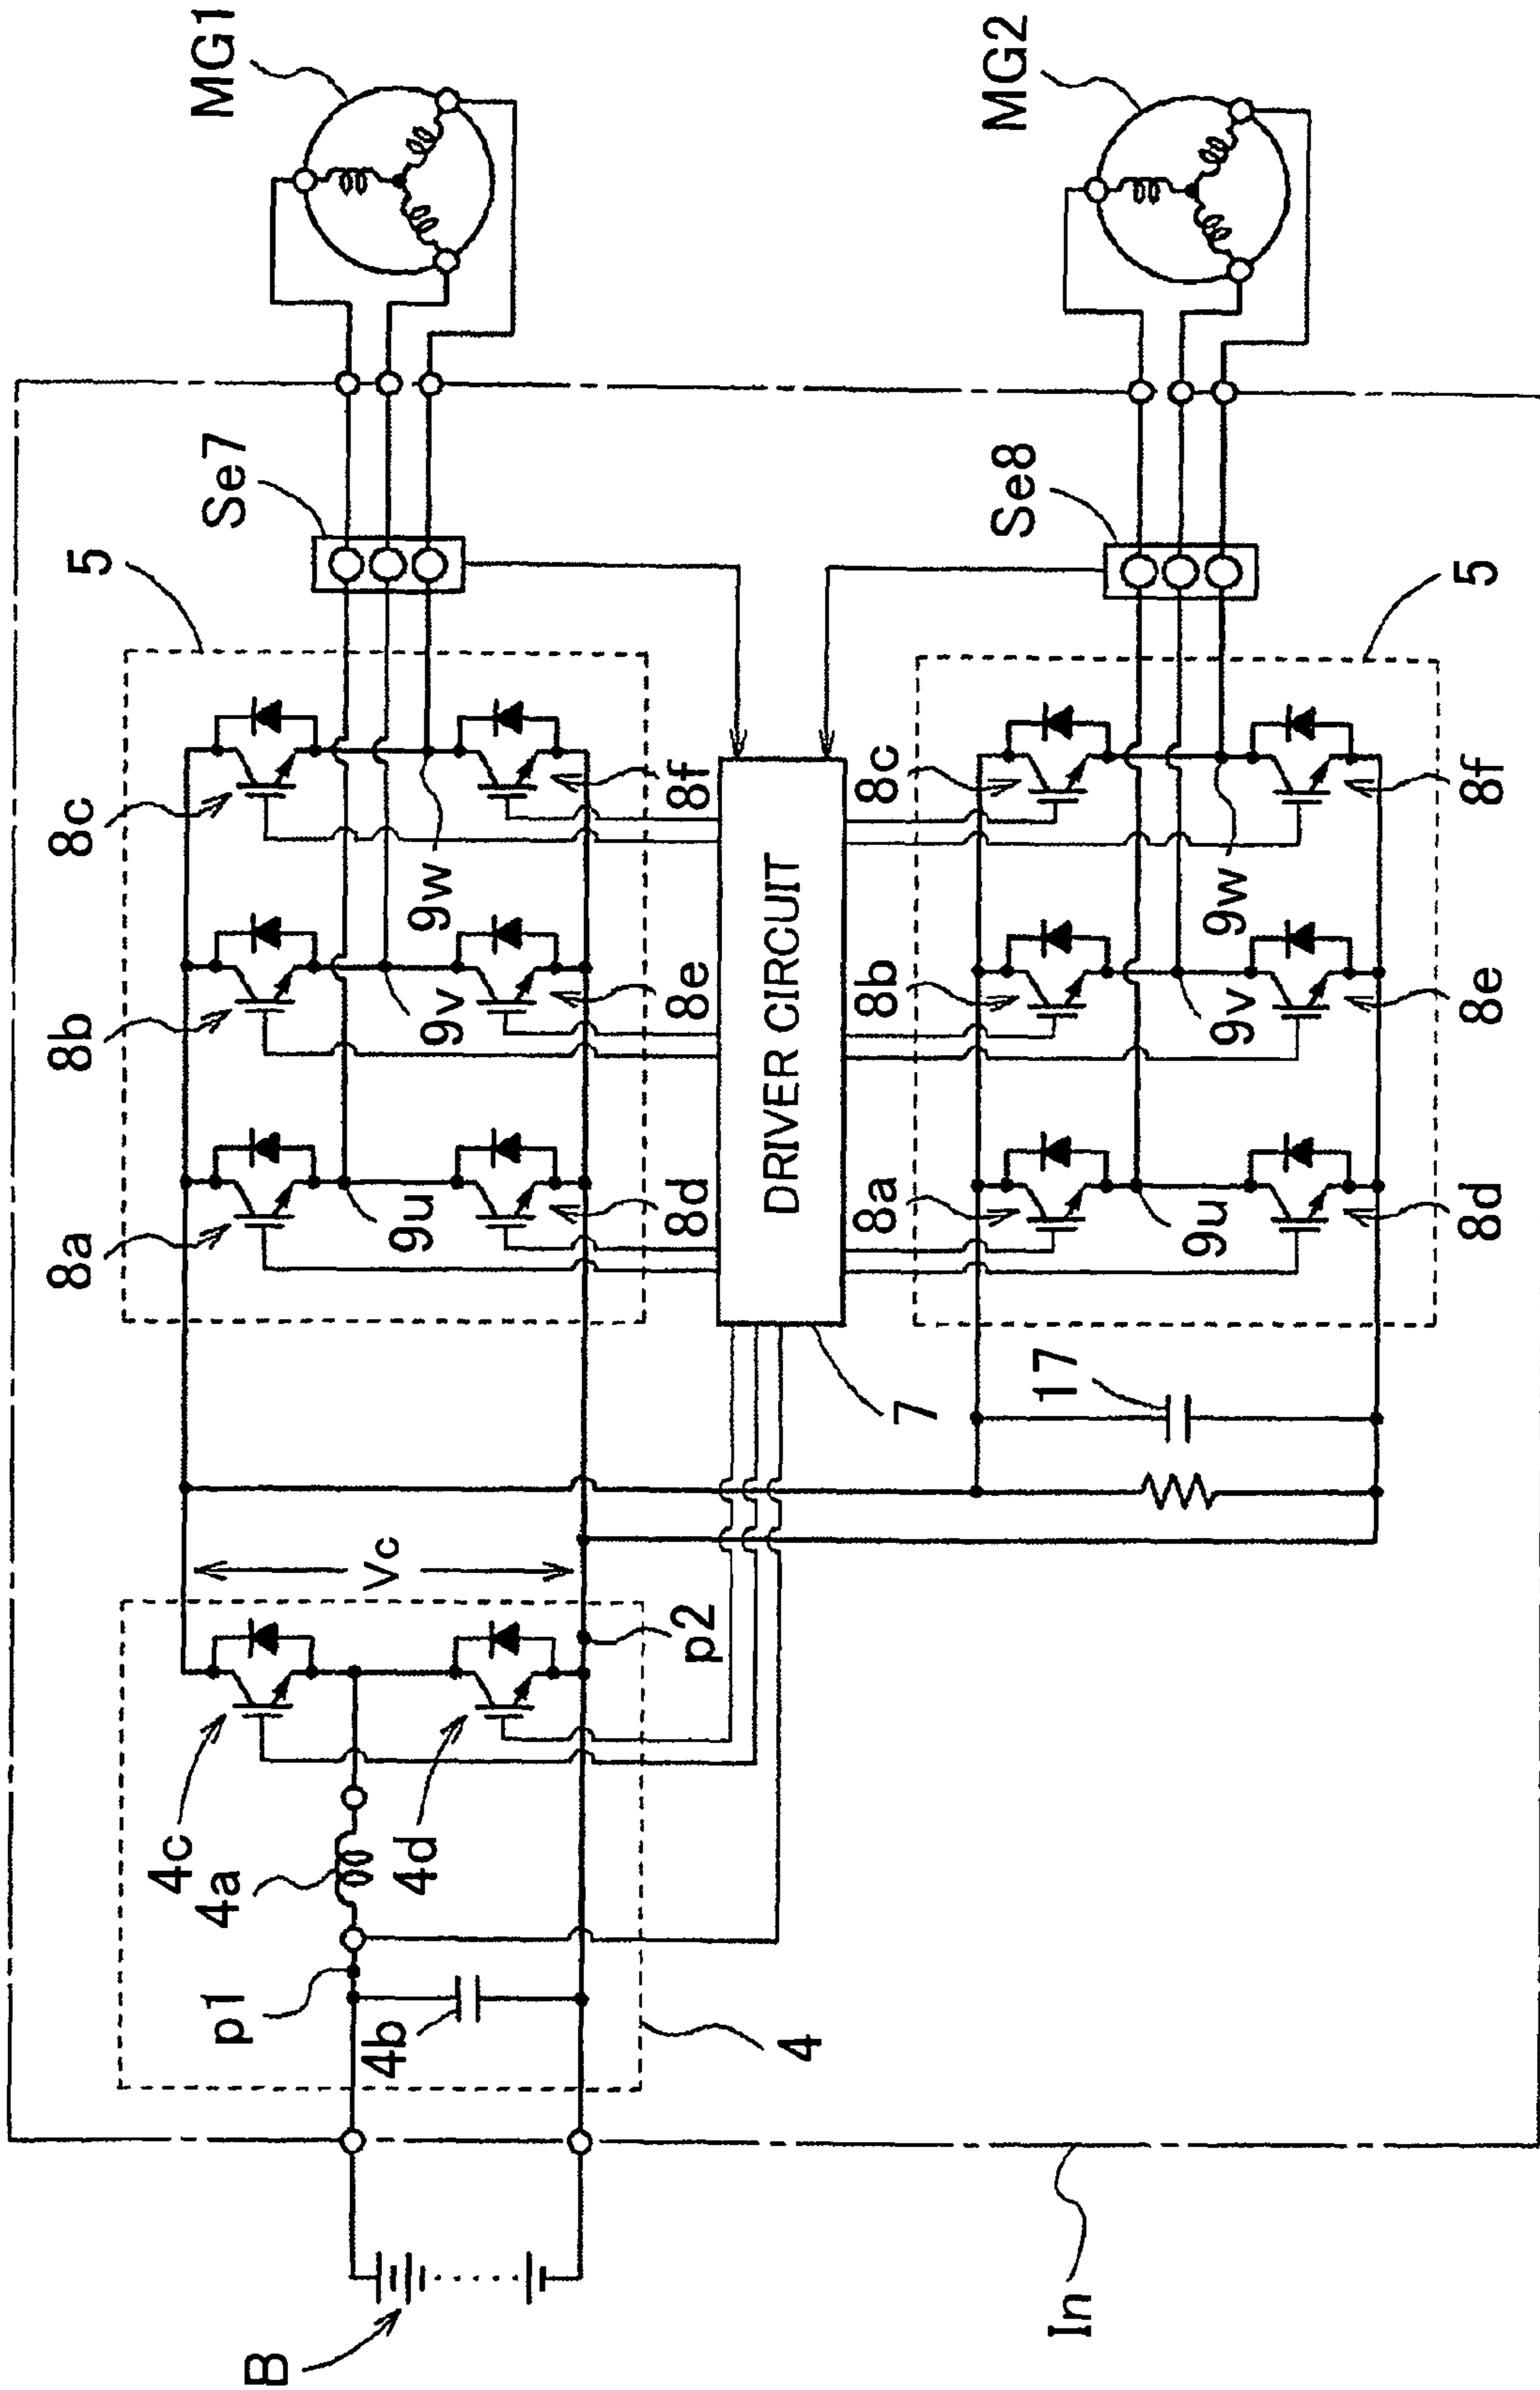 MG1
MG2
Se7
Se8
5
5
8c
8f
9w
8c
8f
9w
8b
8e
9v
8b
8e
9v
8a
8d
9u
8a
8d
9u
DRIVER CIRCUIT
7
17
Vc
p2
4c
4a
4d
p1
4b
4
B
In